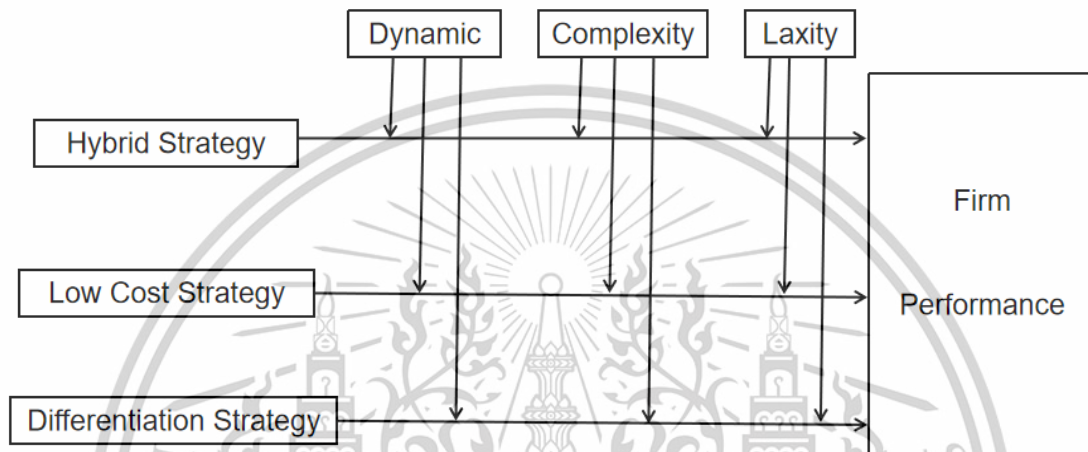 Dynamic Complexity Laxity
Hybrid Strategy
Firm
Low Cost Strategy
Performance
Differentiation Strategy